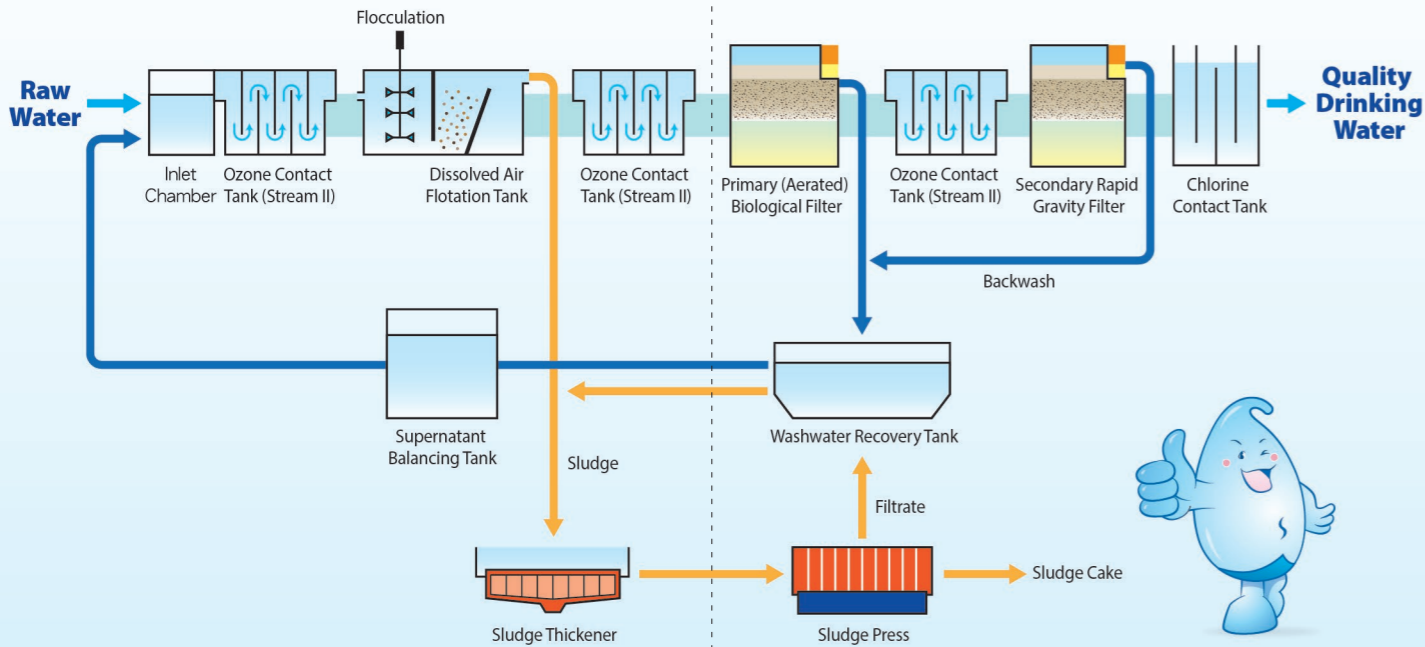 Flocculation
Raw
Water
Quality
Drinking
Water
Inlet
Chamber
Ozone Contact
Tank (Stream II)
Dissolved Air
Flotation Tank
Ozone Contact
Tank (Stream II)
Primary (Aerated)
Biological Filter
Ozone Contact
Tank (Stream II)
Secondary Rapid
Gravity Filter
Chlorine
Contact Tank
Backwash
Supernatant
Balancing Tank
Washwater Recovery Tank
Sludge
Filtrate
Sludge Cake
Sludge Thickener
Sludge Press